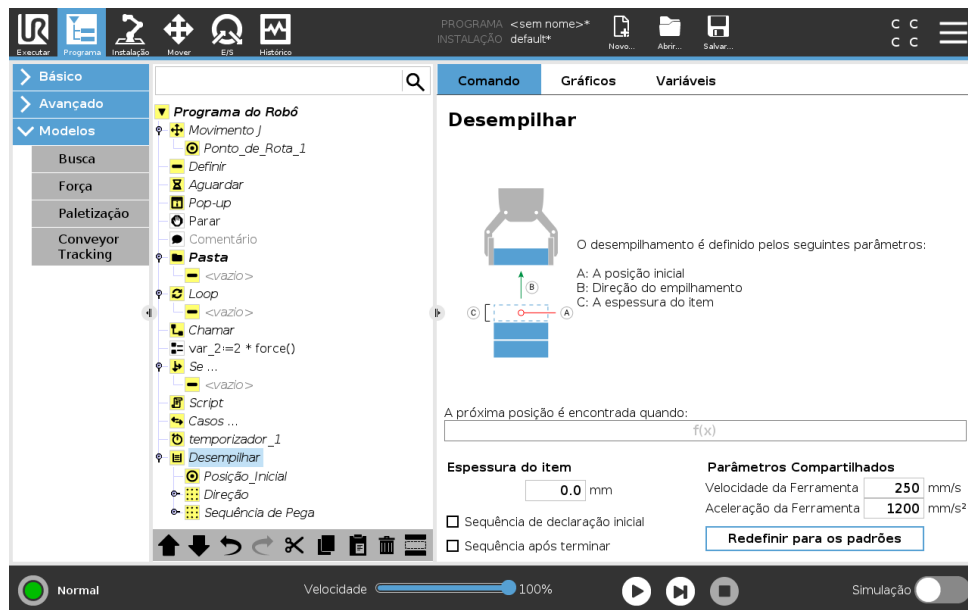 PROGRAMA <sem nome>*
INSTALAÇÃO default*
Executar
Programa
Instalação
Mover
E/S
Histórico
Novo...
Abrir...
Salvar...
C C
C C
Básico
Avançado
Modelos
Busca
Força
Paletização
Conveyor
Tracking
Programa do Robô
Movimento J
Ponto_de_Rota_1
Definir
Aguardar
Pop-up
Parar
Comentário
Pasta
<vazio>
Loop
<vazio>
Chamar
var_2:=2 * force()
Se ...
<vazio>
Script
Casos ...
temporizador_1
Desempilhar
Posição_Inicial
Direção
Sequência de Pega
Comando
Gráficos
Variáveis
Desempilhar
B
C
A
O desempilhamento é definido pelos seguintes parâmetros:
A: A posição inicial
B: Direção do empilhamento
C: A espessura do item
A próxima posição é encontrada quando:
f(x)
Espessura do item
0.0 mm
Sequência de declaração inicial
Sequência após terminar
Parâmetros Compartilhados
Velocidade da Ferramenta 250 mm/s
Aceleração da Ferramenta 1200 mm/s²
Redefinir para os padrões
Normal
Velocidade 100%
Simulação